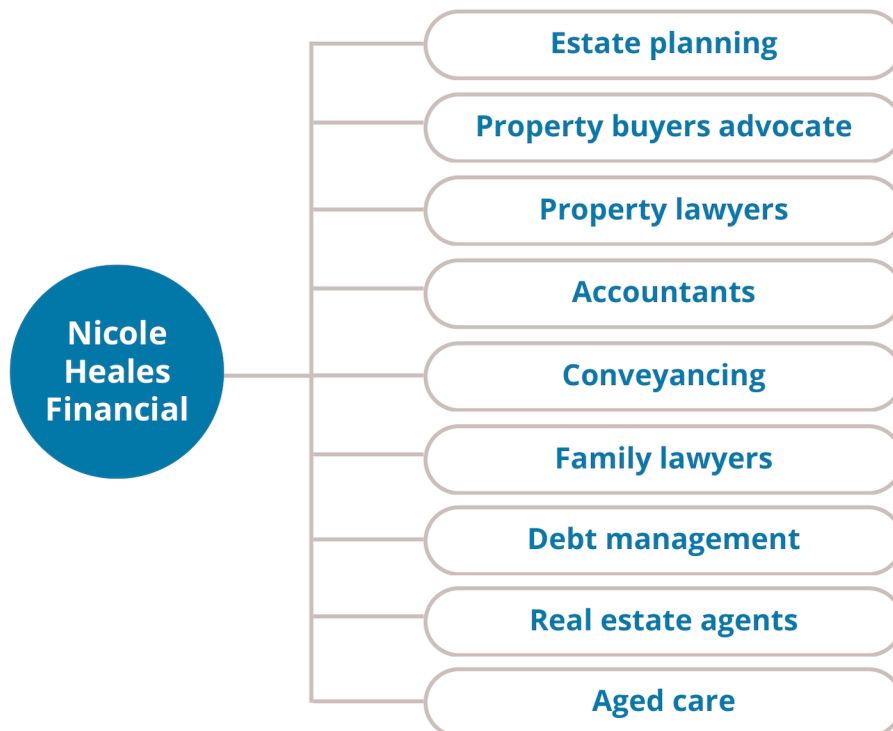 Estate planning
Property buyers advocate
Property lawyers
Accountants
Nicole
Heales
Financial
Conveyancing
Family lawyers
Debt management
Real estate agents
Aged care